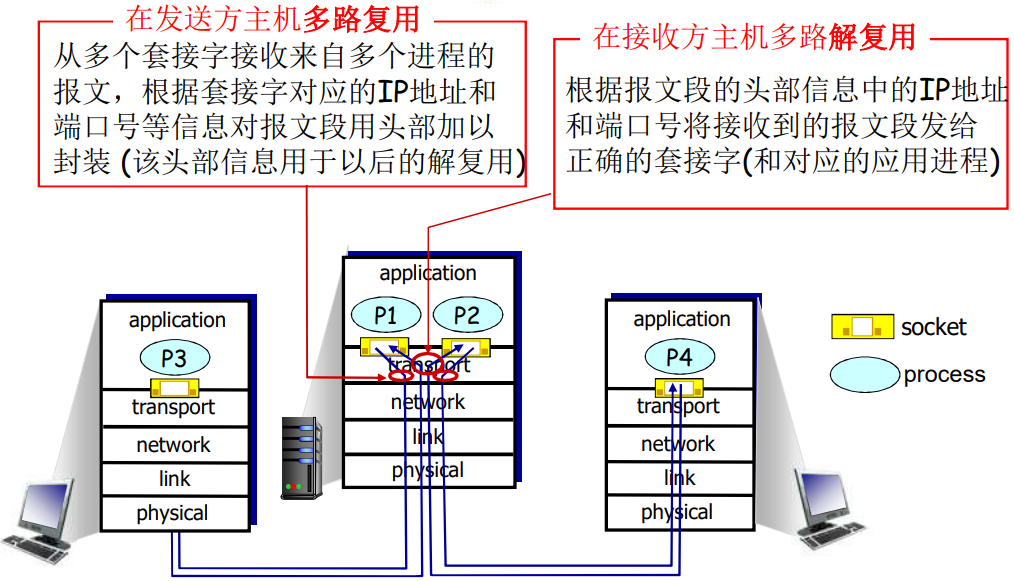 在发送方主机多路复用
从多个套接字接收来自多个进程的
报文，根据套接字对应的IP地址和
端口号等信息对报文段用头部加以
封装 (该头部信息用于以后的解复用)
在接收方主机多路解复用
根据报文段的头部信息中的IP地址
和端口号将接收到的报文段发给
正确的套接字(和对应的应用进程)
application
P3
transport
network
link
physical
application
P1
P2
transport
network
link
physical
application
P4
transport
network
link
physical
socket
process